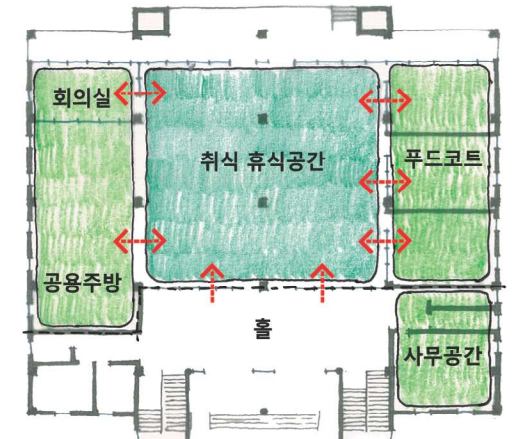 회의실
취식 휴식공간
푸드코트
공용주방
홀
사무공간